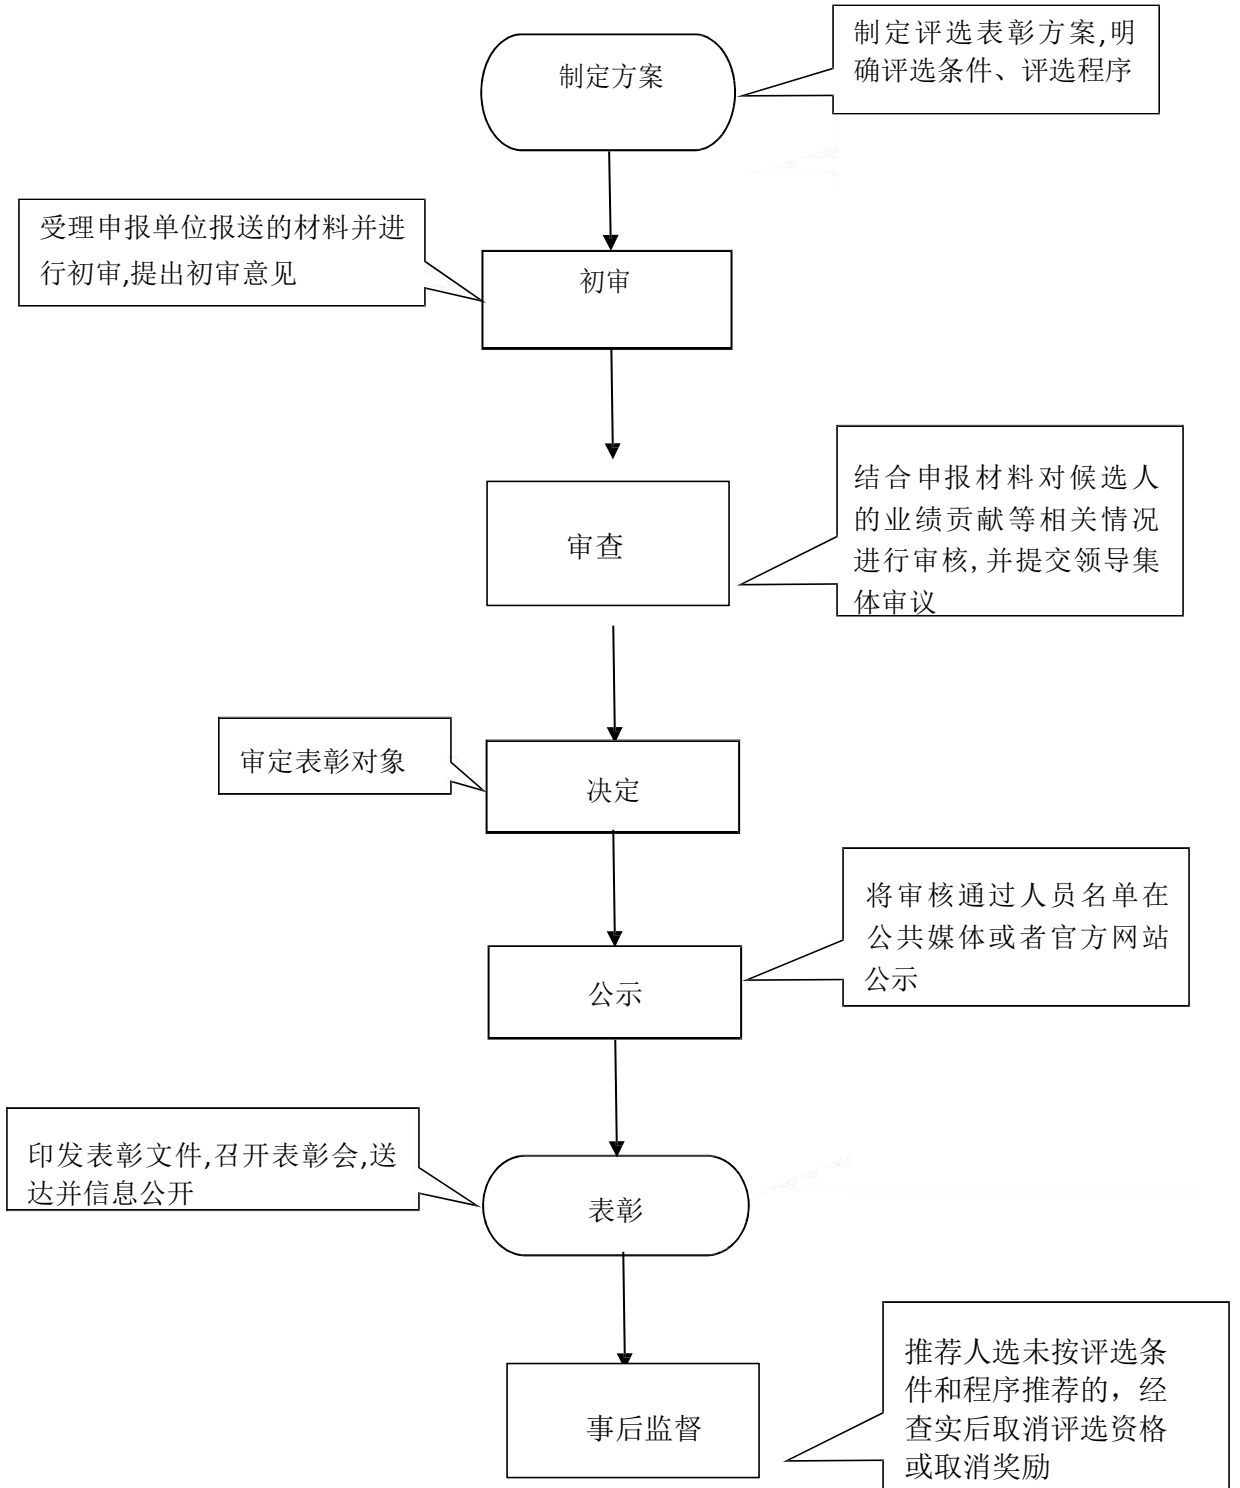 制定评选表彰方案,明
确评选条件、评选程序
制定方案
受理申报单位报送的材料并进
行初审,提出初审意见
初审
结合申报材料对候选人
的业绩贡献等相关情况
进行审核,并提交领导集
体审议
审查
审定表彰对象
决定
将审核通过人员名单在
公共媒体或者官方网站
公示
公示
印发表彰文件,召开表彰会,送
达并信息公开
表彰
推荐人选未按评选条
件和程序推荐的，经
查实后取消评选资格
或取消奖励
事后监督